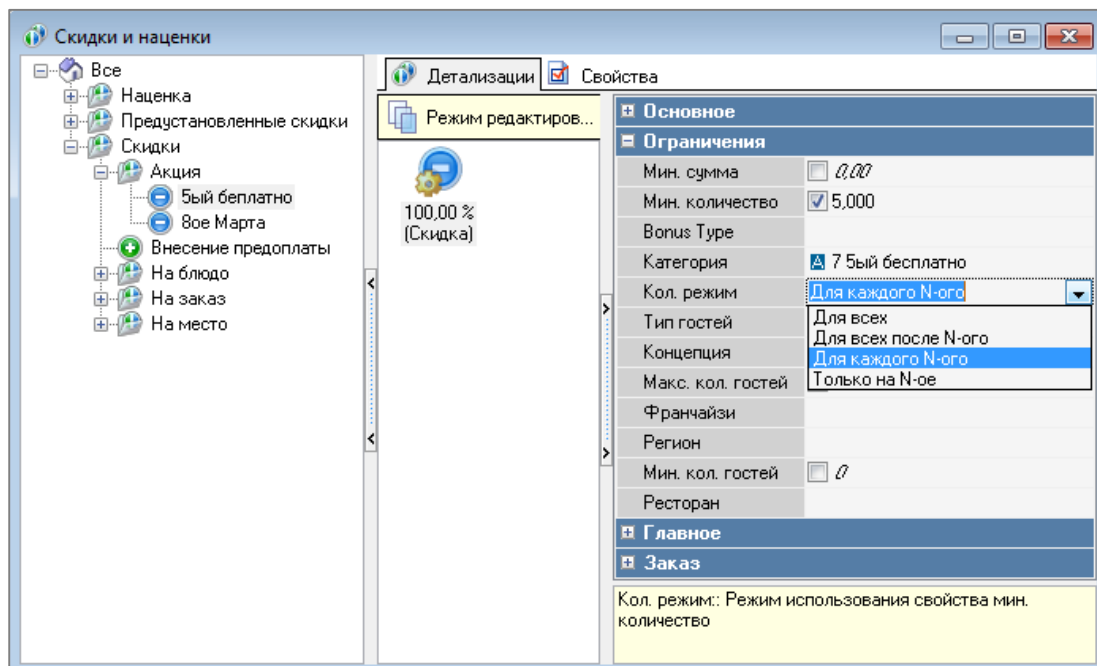 Скидки и наценки
Все
Наценка
Предустановленные скидки
Скидки
Акция
5ый беплатно
8ое Марта
Внесение предоплаты
На блюдо
На заказ
На место
Детализации
Свойства
Режим редактиров...
100,00 %
(Скидка)
Основное
Ограничения
Мин. сумма 0,00
Мин. количество 5,000
Bonus Type
Категория A 7 5ый бесплатно
Кол. режим Для каждого N-ого
Для всех
Для всех после N-ого
Для каждого N-ого
Только на N-ое
Тип гостей
Концепция
Макс. кол. гостей
Франчайзи
Регион
Мин. кол. гостей 0
Ресторан
Главное
Заказ
Кол. режим:: Режим использования свойства мин.
количество